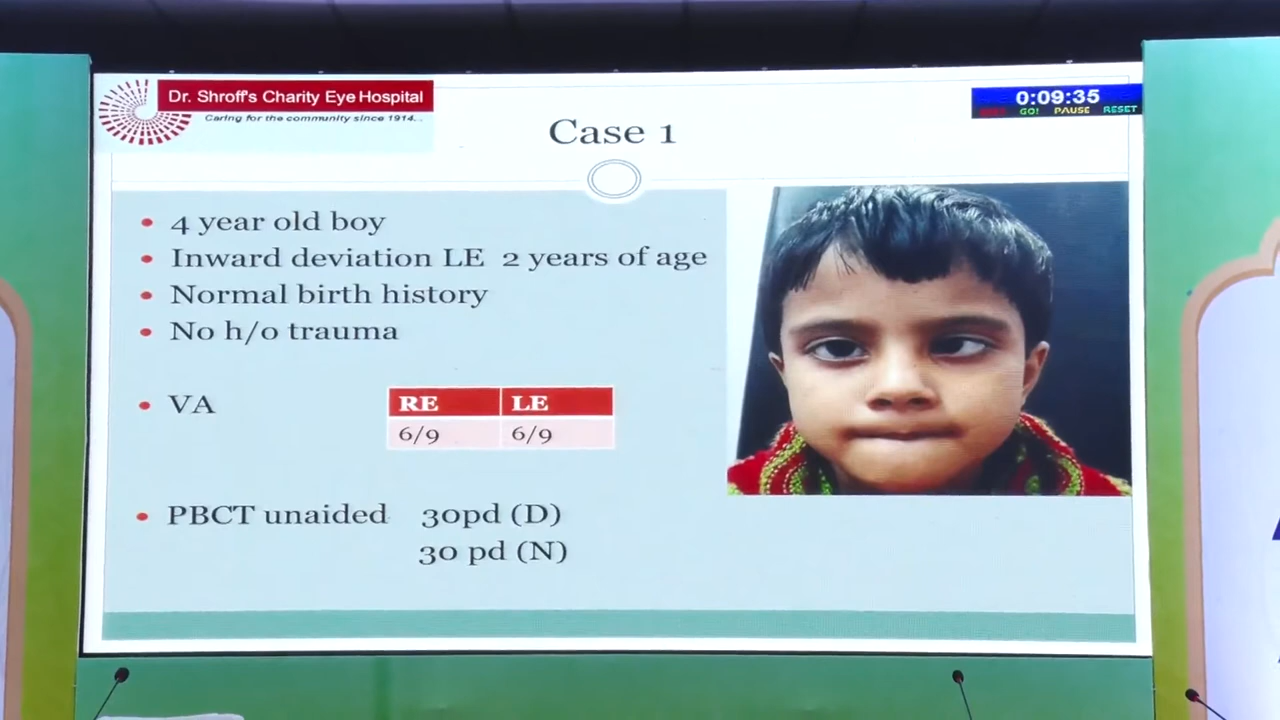 Dr. Shroff's Charity Eye Hospital
Caring for the community since 1914..
0:09:35
GO! PAUSE RESET
Case 1
• 4 year old boy
• Inward deviation LE 2 years of age
• Normal birth history
• No h/o trauma
• VA
RE LE
6/9 6/9
• PBCT unaided 30pd (D)
30 pd (N)